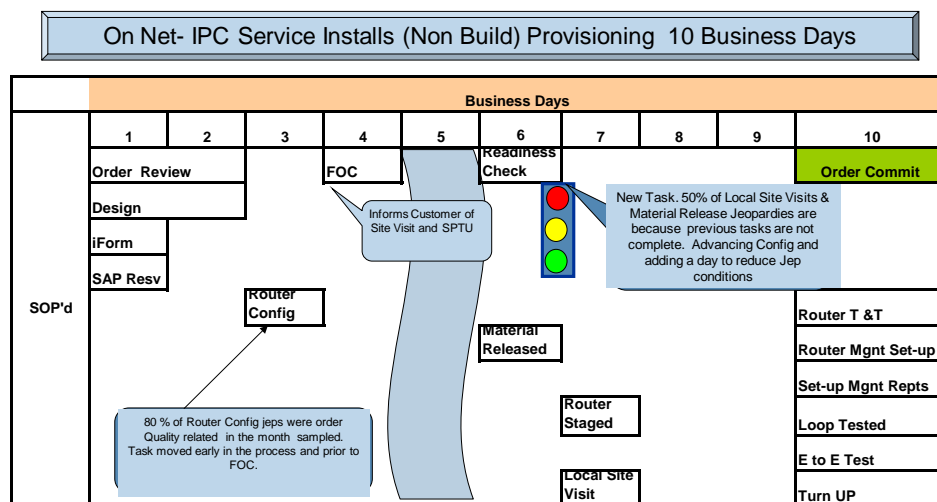 On Net- IPC Service Installs (Non Build) Provisioning  10 Business Days
Business Days
1 2 3 4 5 6 7 8 9 10
Order Review
FOC
Readiness
Check
Order Commit
Design
iForm
SAP Resv
SOP'd
Informs Customer of
Site Visit and SPTU
New Task. 50% of Local Site Visits &
Material Release Jeopardies are
because previous tasks are not
complete. Advancing Config and
adding a day to reduce Jep
conditions
Router
Config
Router T &T
Material
Released
Router Mgnt Set-up
Set-up Mgnt Repts
80 % of Router Config jeps were order
Quality related in the month sampled.
Task moved early in the process and prior to
FOC.
Router
Staged
Loop Tested
E to E Test
Local Site
Visit
Turn UP